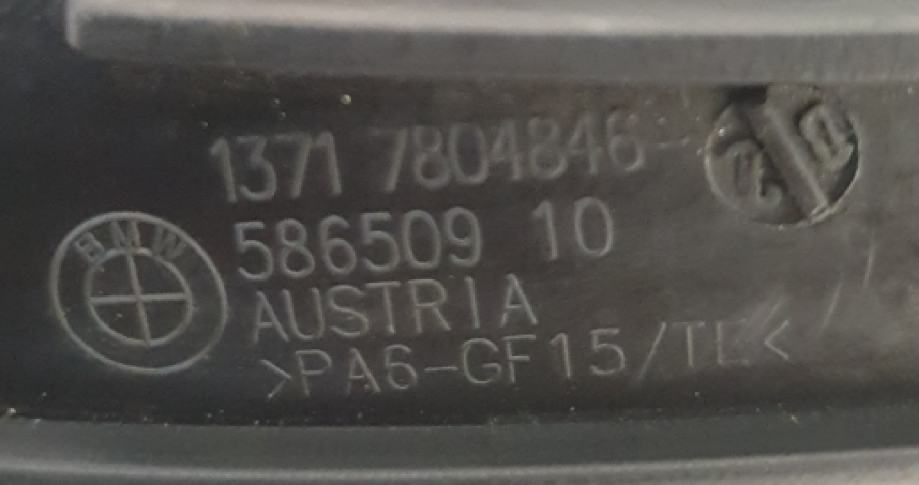 1371 7804846-
586509 10
BMW
AUSTRIA
>PA6-GF15/TE<